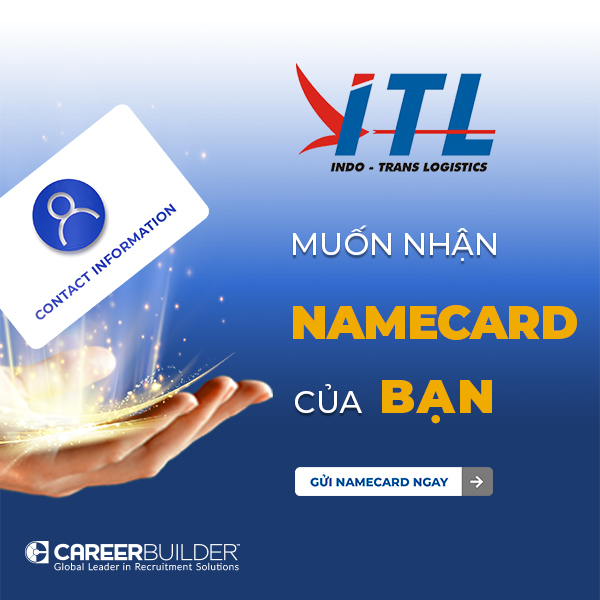 ITL
INDO - TRANS LOGISTICS
CONTACT INFORMATION
MUỐN NHẬN
NAMECARD
CỦA BẠN
GỬI NAMECARD NGAY
CAREERBUILDER™
Global Leader in Recruitment Solutions